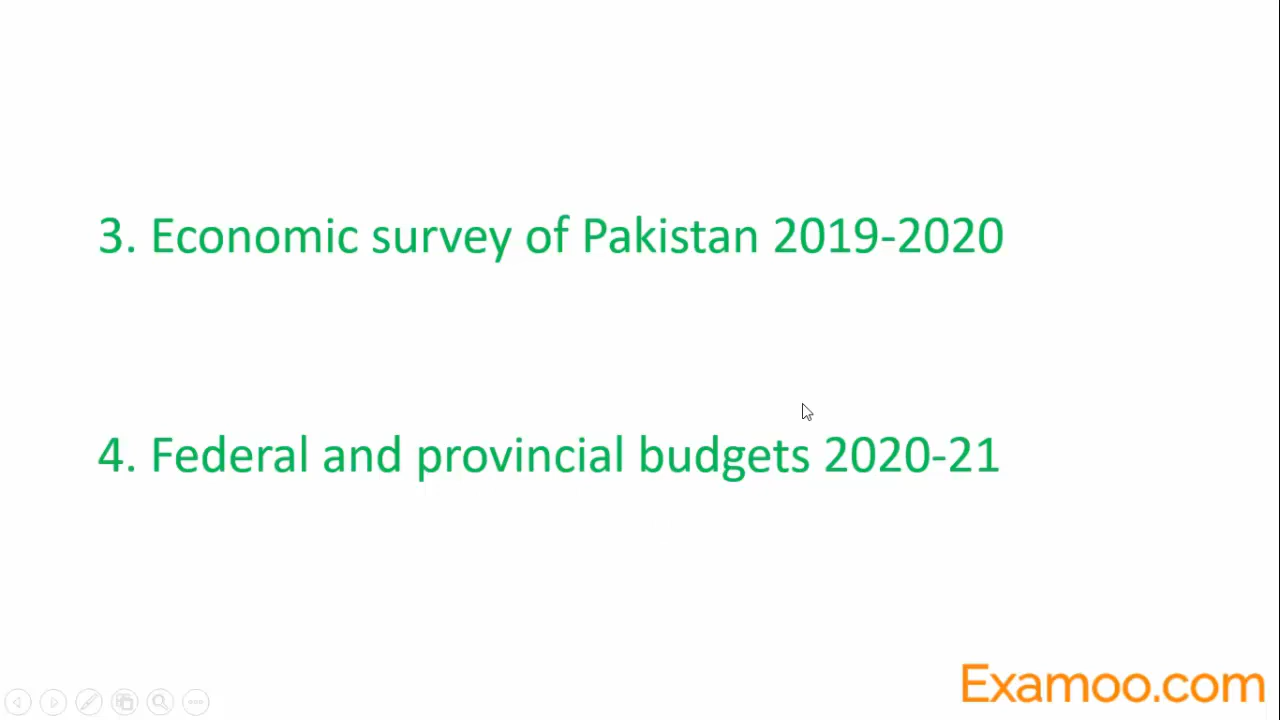 3. Economic survey of Pakistan 2019-2020
4. Federal and provincial budgets 2020-21
Examoo.com